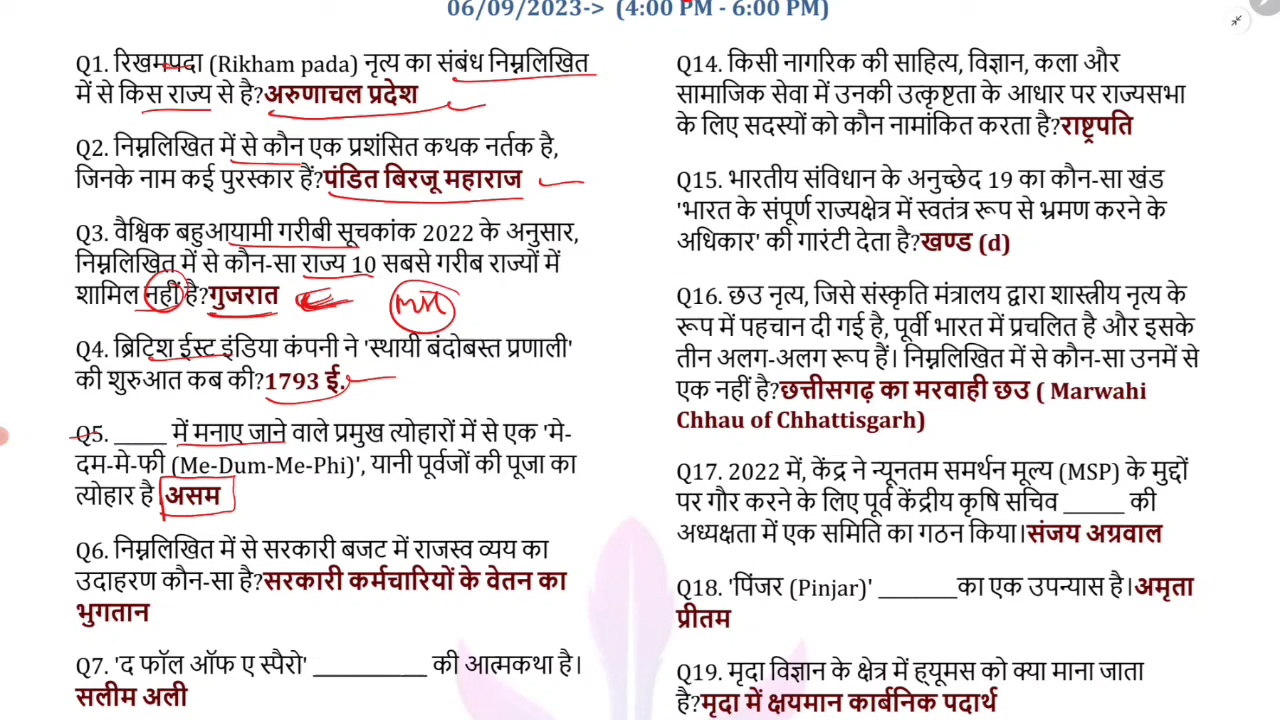 06/09/2023-> (4:00 PM - 6:00 PM)
Q1. रिखमपदा (Rikham pada) नृत्य का संबंध निम्नलिखित
में से किस राज्य से है?अरुणाचल प्रदेश
Q2. निम्नलिखित में से कौन एक प्रशंसित कथक नर्तक है,
जिनके नाम कई पुरस्कार हैं?पंडित बिरजू महाराज
Q3. वैश्विक बहुआयामी गरीबी सूचकांक 2022 के अनुसार,
निम्नलिखित में से कौन-सा राज्य 10 सबसे गरीब राज्यों में
शामिल नहीं है?गुजरात
Q4. ब्रिटिश ईस्ट इंडिया कंपनी ने 'स्थायी बंदोबस्त प्रणाली'
की शुरुआत कब की?1793 ई.
Q5. _____ में मनाए जाने वाले प्रमुख त्योहारों में से एक 'मे-
दम-मे-फी (Me-Dum-Me-Phi)', यानी पूर्वजों की पूजा का
त्योहार है असम
Q6. निम्नलिखित में से सरकारी बजट में राजस्व व्यय का
उदाहरण कौन-सा है?सरकारी कर्मचारियों के वेतन का
भुगतान
Q7. 'द फॉल ऑफ ए स्पैरो' ___________ की आत्मकथा है।
सलीम अली
Q14. किसी नागरिक की साहित्य, विज्ञान, कला और
सामाजिक सेवा में उनकी उत्कृष्टता के आधार पर राज्यसभा
के लिए सदस्यों को कौन नामांकित करता है?राष्ट्रपति
Q15. भारतीय संविधान के अनुच्छेद 19 का कौन-सा खंड
'भारत के संपूर्ण राज्यक्षेत्र में स्वतंत्र रूप से भ्रमण करने के
अधिकार' की गारंटी देता है?खण्ड (d)
Q16. छउ नृत्य, जिसे संस्कृति मंत्रालय द्वारा शास्त्रीय नृत्य के
रूप में पहचान दी गई है, पूर्वी भारत में प्रचलित है और इसके
तीन अलग-अलग रूप हैं। निम्नलिखित में से कौन-सा उनमें से
एक नहीं है?छत्तीसगढ़ का मरवाही छउ ( Marwahi
Chhau of Chhattisgarh)
Q17. 2022 में, केंद्र ने न्यूनतम समर्थन मूल्य (MSP) के मुद्दों
पर गौर करने के लिए पूर्व केंद्रीय कृषि सचिव ______ की
अध्यक्षता में एक समिति का गठन किया।संजय अग्रवाल
Q18. 'पिंजर (Pinjar)' ________का एक उपन्यास है।अमृता
प्रीतम
Q19. मृदा विज्ञान के क्षेत्र में ह्यूमस को क्या माना जाता
है?मृदा में क्षयमान कार्बनिक पदार्थ